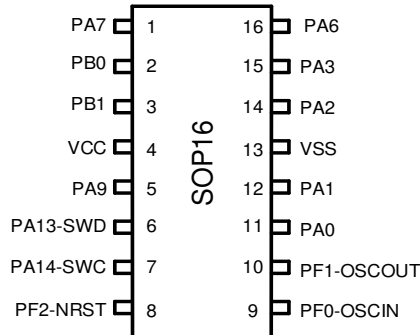 PA7 1 16 PA6
PB0 2 15 PA3
PB1 3 14 PA2
VCC 4 13 VSS
PA9 5 12 PA1
PA13-SWD 6 11 PA0
PA14-SWC 7 10 PF1-OSCOUT
PF2-NRST 8 9 PF0-OSCIN
SOP16